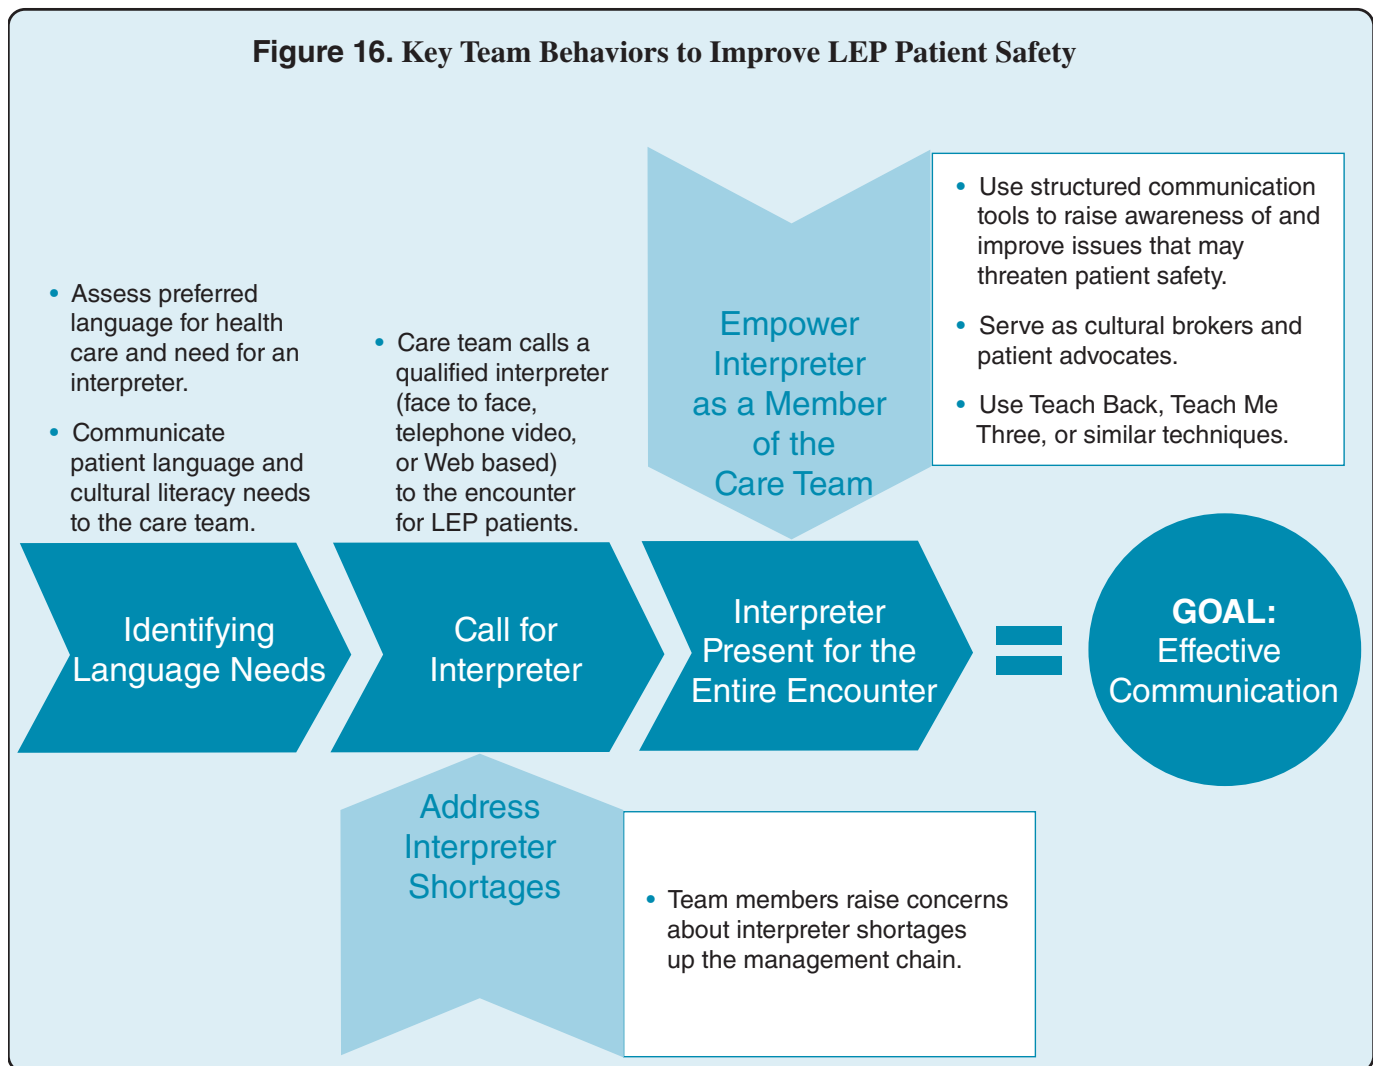 Figure 16. Key Team Behaviors to Improve LEP Patient Safety
• Assess preferred
language for health
care and need for an
interpreter.
• Communicate
patient language and
cultural literacy needs
to the care team.
• Care team calls a
qualified interpreter
(face to face,
telephone video,
or Web based)
to the encounter
for LEP patients.
Empower
Interpreter
as a Member
of the
Care Team
• Use structured communication
tools to raise awareness of and
improve issues that may
threaten patient safety.
• Serve as cultural brokers and
patient advocates.
• Use Teach Back, Teach Me
Three, or similar techniques.
Identifying
Language Needs
Call for
Interpreter
Interpreter
Present for the
Entire Encounter
=
GOAL:
Effective
Communication
Address
Interpreter
Shortages
• Team members raise concerns
about interpreter shortages
up the management chain.